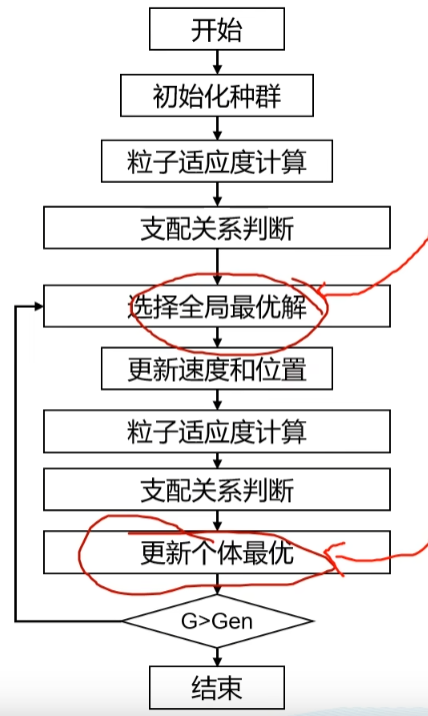 开始
初始化种群
粒子适应度计算
支配关系判断
选择全局最优解
更新速度和位置
粒子适应度计算
支配关系判断
更新个体最优
G>Gen
结束